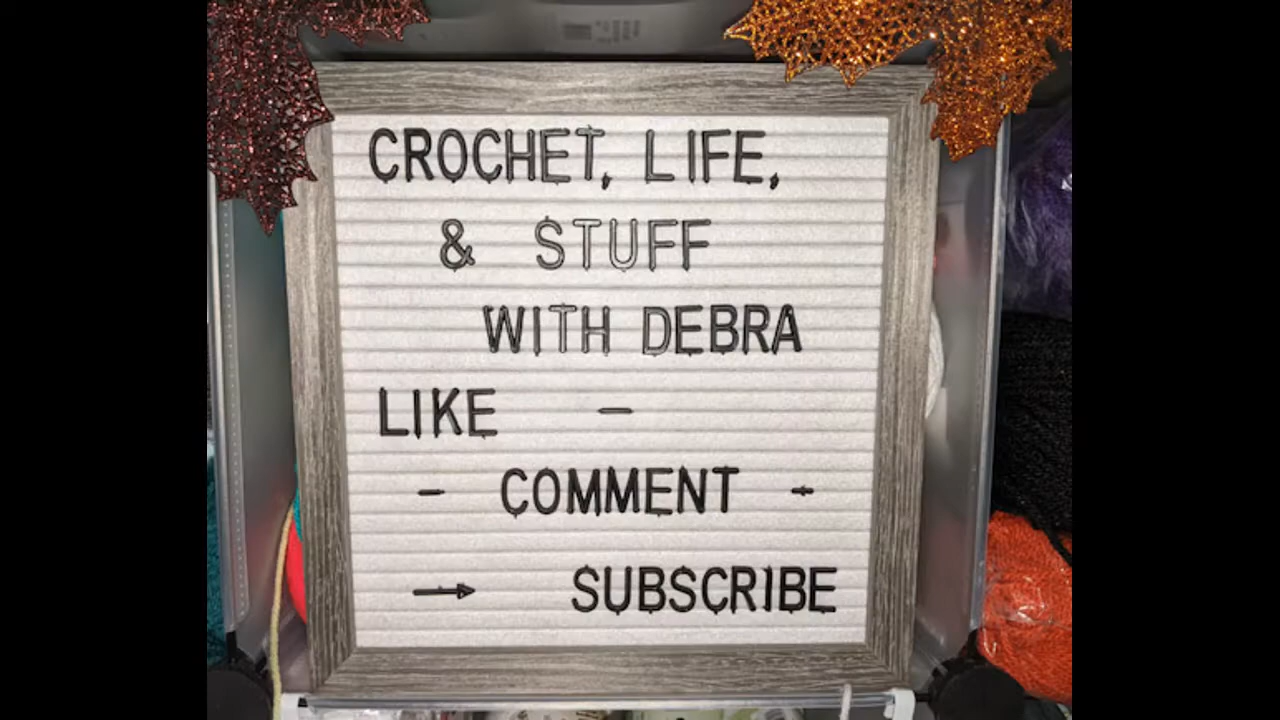 CROCHET, LIFE,
& STUFF
WITH DEBRA
LIKE -
- COMMENT -
→ SUBSCRIBE